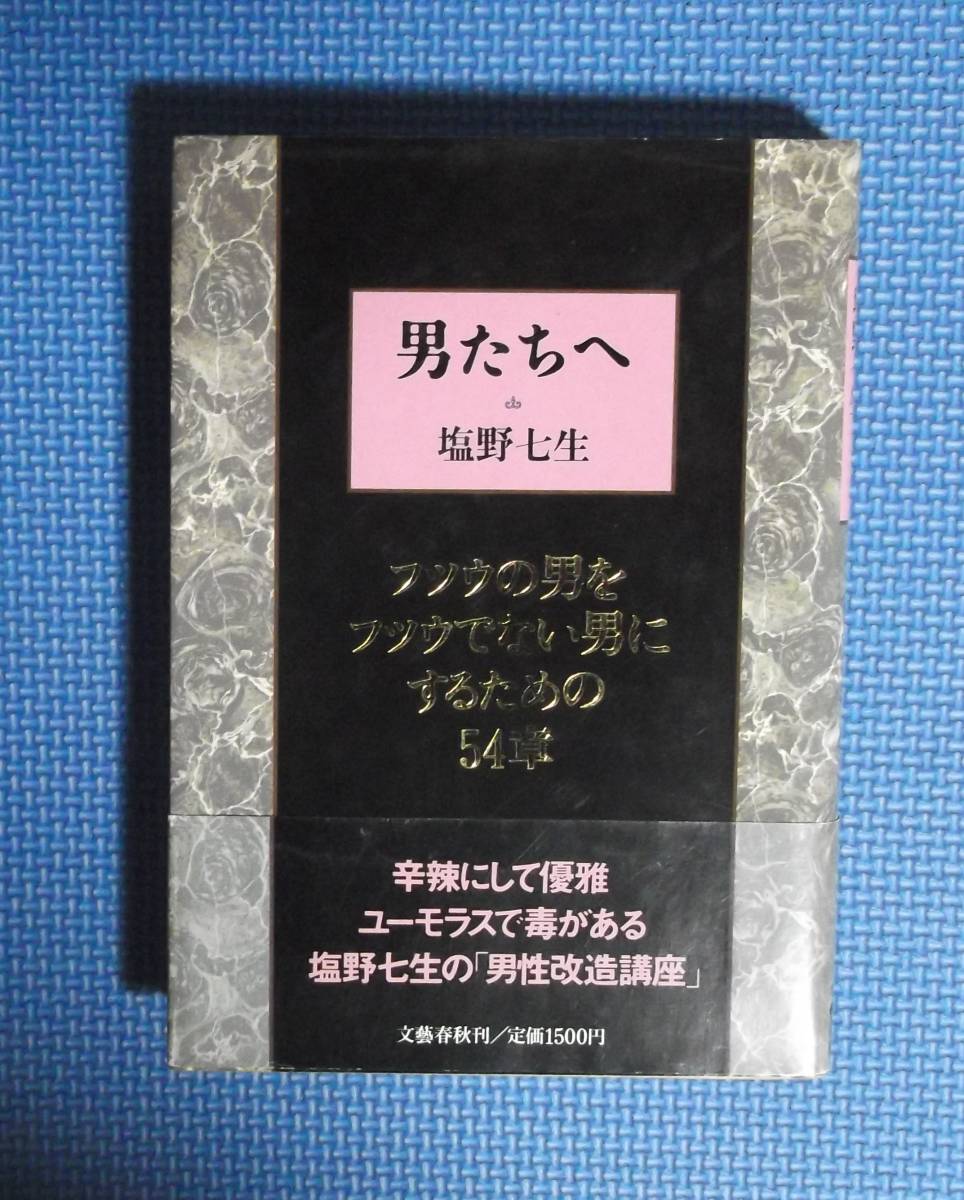 男たちへ
塩野七生
フツウの男を
フツウでない男に
するための
54章
辛辣にして優雅
ユーモラスで毒がある
塩野七生の「男性改造講座」
文藝春秋刊／定価1500円